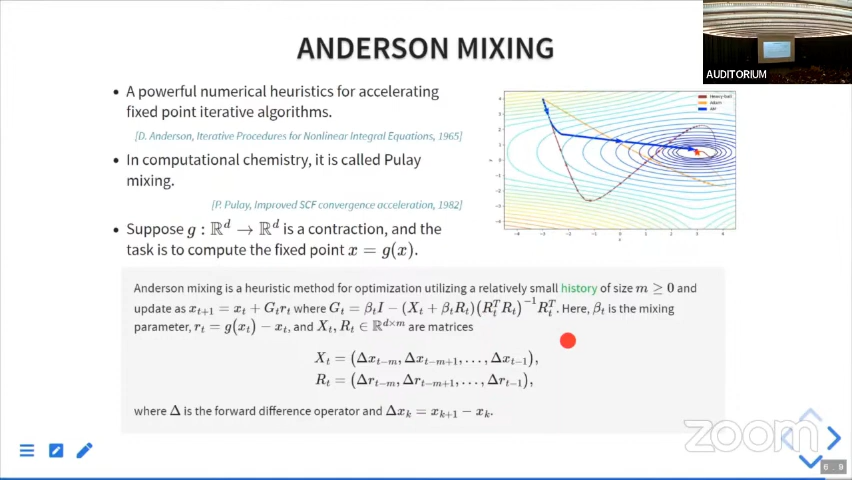 ANDERSON MIXING
AUDITORIUM
• A powerful numerical heuristics for accelerating
fixed point iterative algorithms.
[D. Anderson, Iterative Procedures for Nonlinear Integral Equations, 1965]
• In computational chemistry, it is called Pulay
mixing.
[P. Pulay, Improved SCF convergence acceleration, 1982]
• Suppose g : ℝ^d → ℝ^d is a contraction, and the
task is to compute the fixed point x = g(x).
Heavy-Ball
Adam
AM
Anderson mixing is a heuristic method for optimization utilizing a relatively small history of size m ≥ 0 and
update as x_{t+1} = x_t + G_t r_t where G_t = β_t I − (X_t + β_t R_t)(R_t^T R_t)^{−1} R_t^T. Here, β_t is the mixing
parameter, r_t = g(x_t) − x_t, and X_t, R_t ∈ ℝ^{d×m} are matrices
X_t = (Δx_{t−m}, Δx_{t−m+1}, …, Δx_{t−1}),
R_t = (Δr_{t−m}, Δr_{t−m+1}, …, Δr_{t−1}),
where Δ is the forward difference operator and Δx_k = x_{k+1} − x_k.
zoom
6 . 9